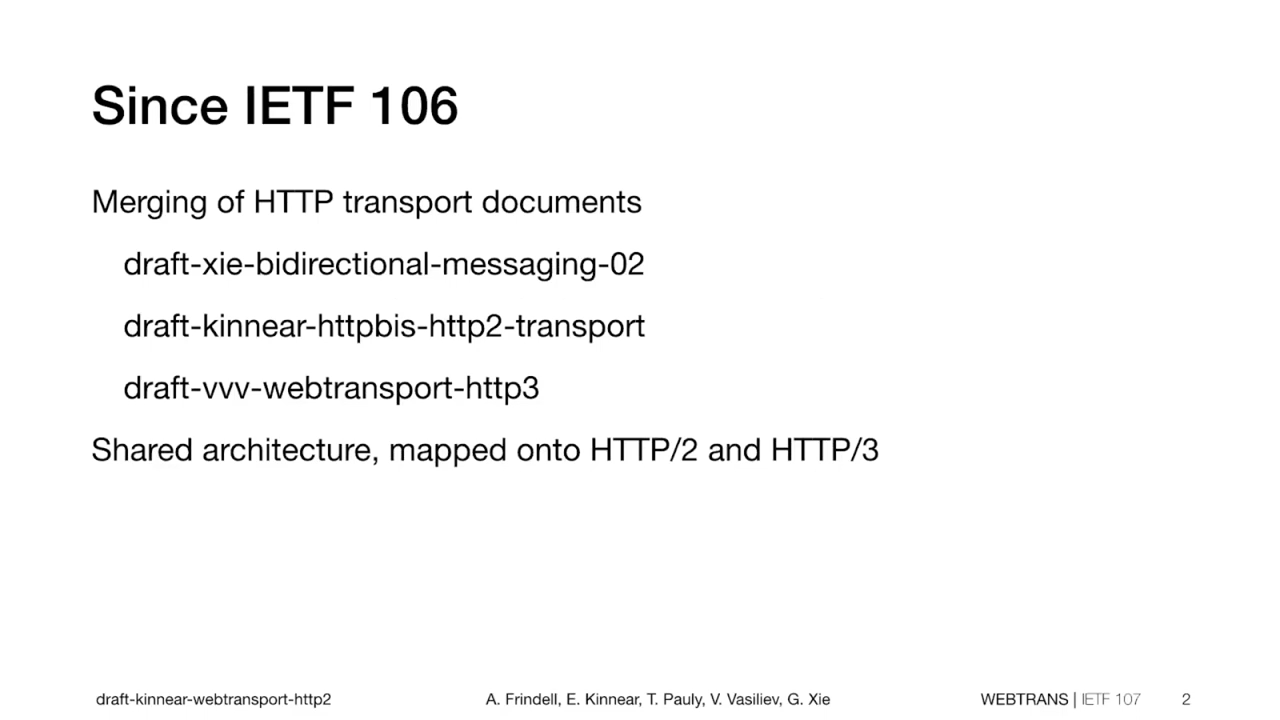 Since IETF 106
Merging of HTTP transport documents
draft-xie-bidirectional-messaging-02
draft-kinnear-httpbis-http2-transport
draft-vvv-webtransport-http3
Shared architecture, mapped onto HTTP/2 and HTTP/3
draft-kinnear-webtransport-http2
A. Frindell, E. Kinnear, T. Pauly, V. Vasiliev, G. Xie
WEBTRANS | IETF 107
2